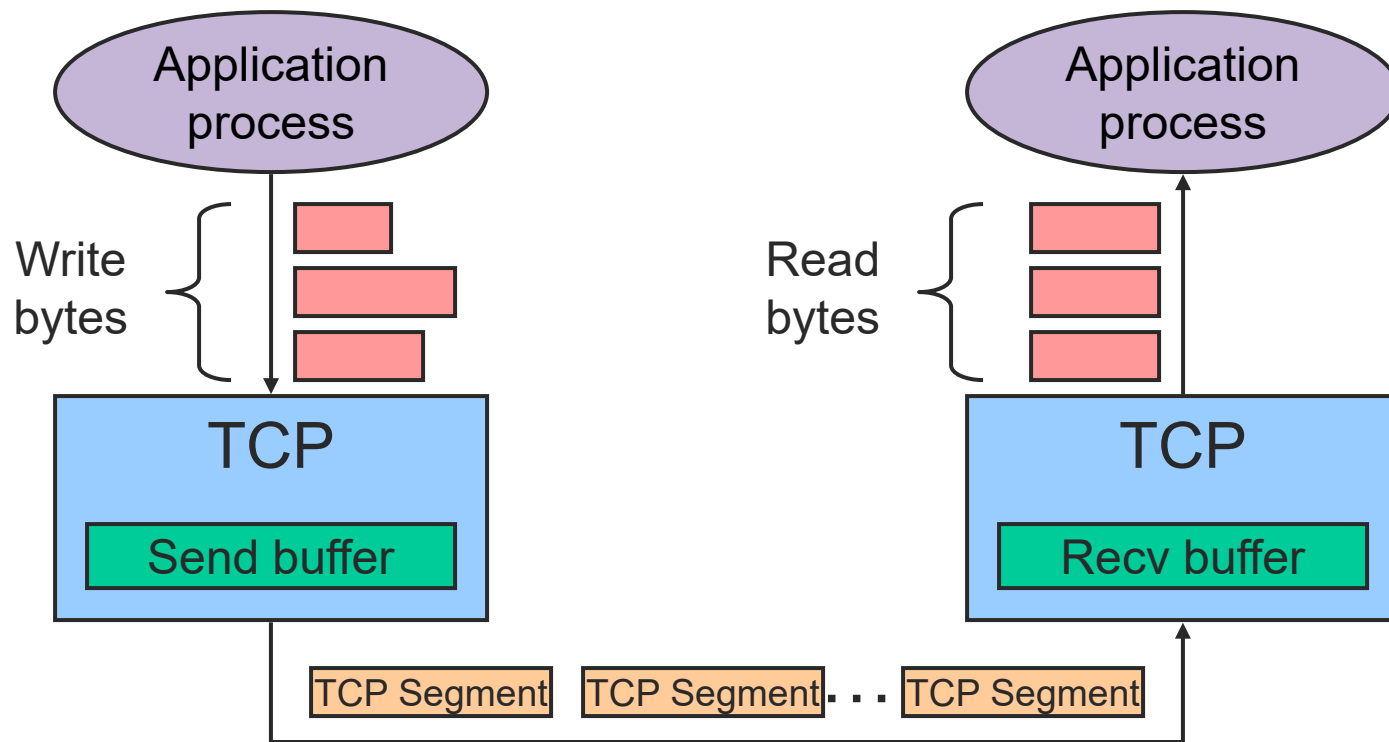 Application
process
Application
process
Write
bytes
Read
bytes
TCP
TCP
Send buffer
Recv buffer
TCP Segment
TCP Segment
. . .
TCP Segment